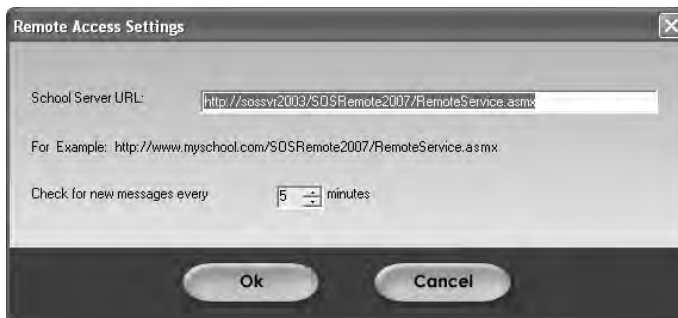 Remote Access Settings
School Server URL: http://sossvr2003/SOSRemote2007/RemoteService.asmx
For Example: http://www.myschool.com/SOSRemote2007/RemoteService.asmx
Check for new messages every 5 minutes
Ok Cancel